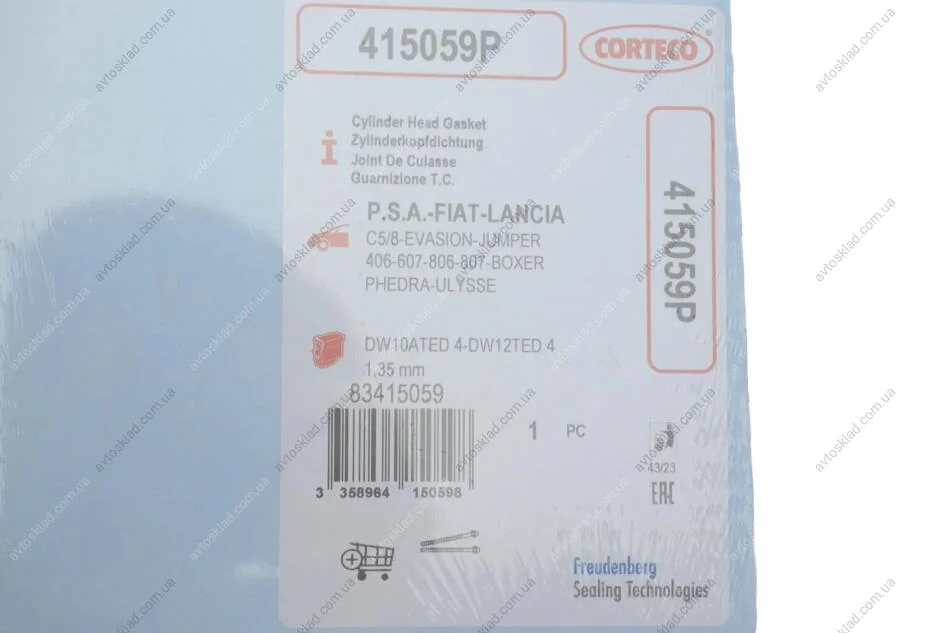 415059P
CORTECO
Cylinder Head Gasket
Zylinderkopfdichtung
Joint De Culasse
Guarnizione T.C.
P.S.A.-FIAT-LANCIA
C5/8-EVASION-JUMPER
406-607-806-807-BOXER
PHEDRA-ULYSSE
415059P
DW10ATED 4-DW12TED 4
1,35 mm
83415059
1 PC
3 358964 150598
43/23
EAC
Freudenberg
Sealing Technologies
avtosklad.com.ua